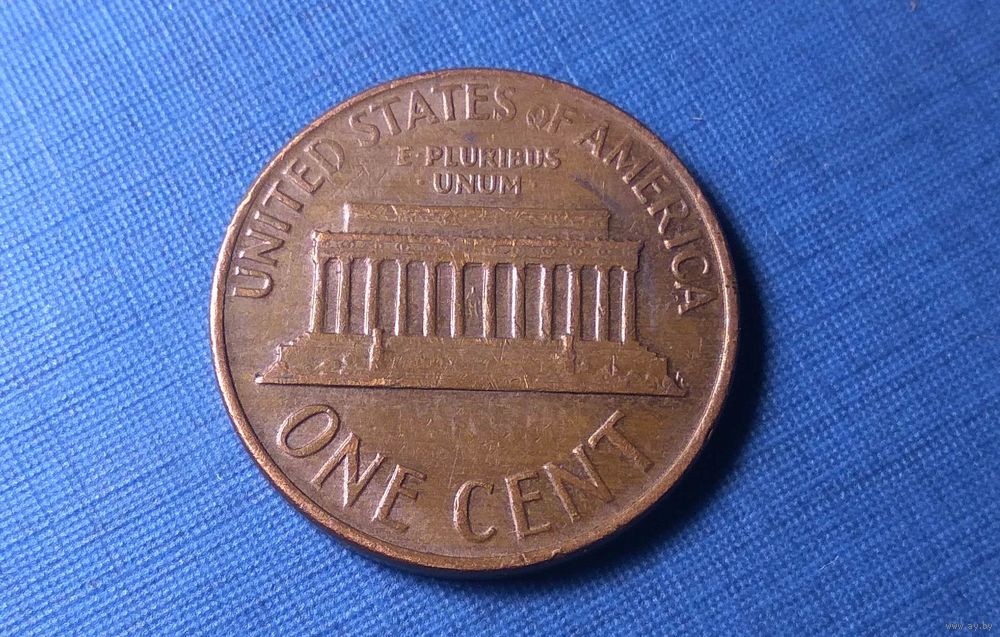 UNITED STATES OF AMERICA
E·PLURIBUS
·UNUM·
ONE CENT
www.ay.by